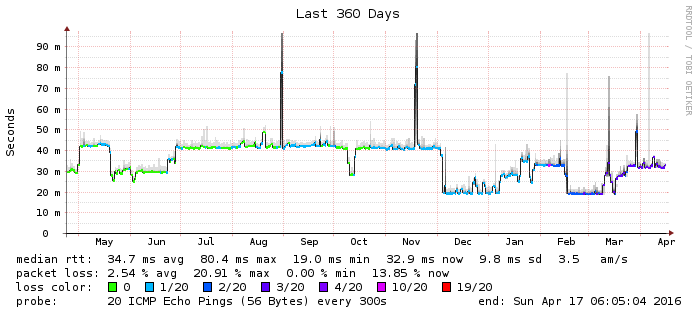 Last 360 Days
RRDTOOL / TOBI OETIKER
Seconds
90 m
80 m
70 m
60 m
50 m
40 m
30 m
20 m
10 m
0
May Jun Jul Aug Sep Oct Nov Dec Jan Feb Mar Apr
median rtt: 34.7 ms avg 80.4 ms max 19.0 ms min 32.9 ms now 9.8 ms sd 3.5 am/s
packet loss: 2.54 % avg 20.91 % max 0.00 % min 13.85 % now
loss color: 0 1/20 2/20 3/20 4/20 10/20 19/20
probe: 20 ICMP Echo Pings (56 Bytes) every 300s end: Sun Apr 17 06:05:04 2016